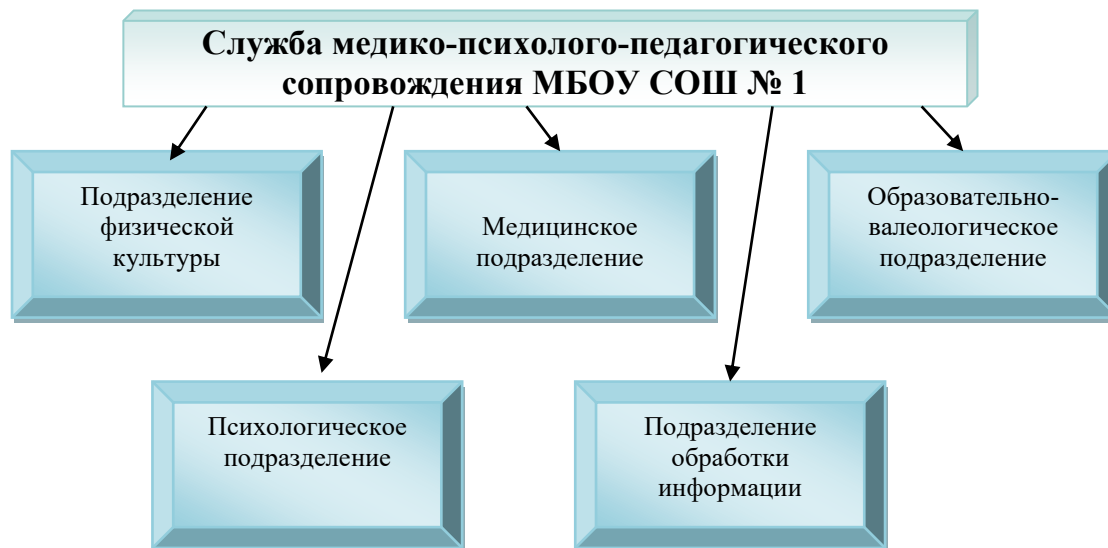 Служба медико-психолого-педагогического
сопровождения МБОУ СОШ № 1
Подразделение
физической
культуры
Медицинское
подразделение
Образовательно-
валеологическое
подразделение
Психологическое
подразделение
Подразделение
обработки
информации